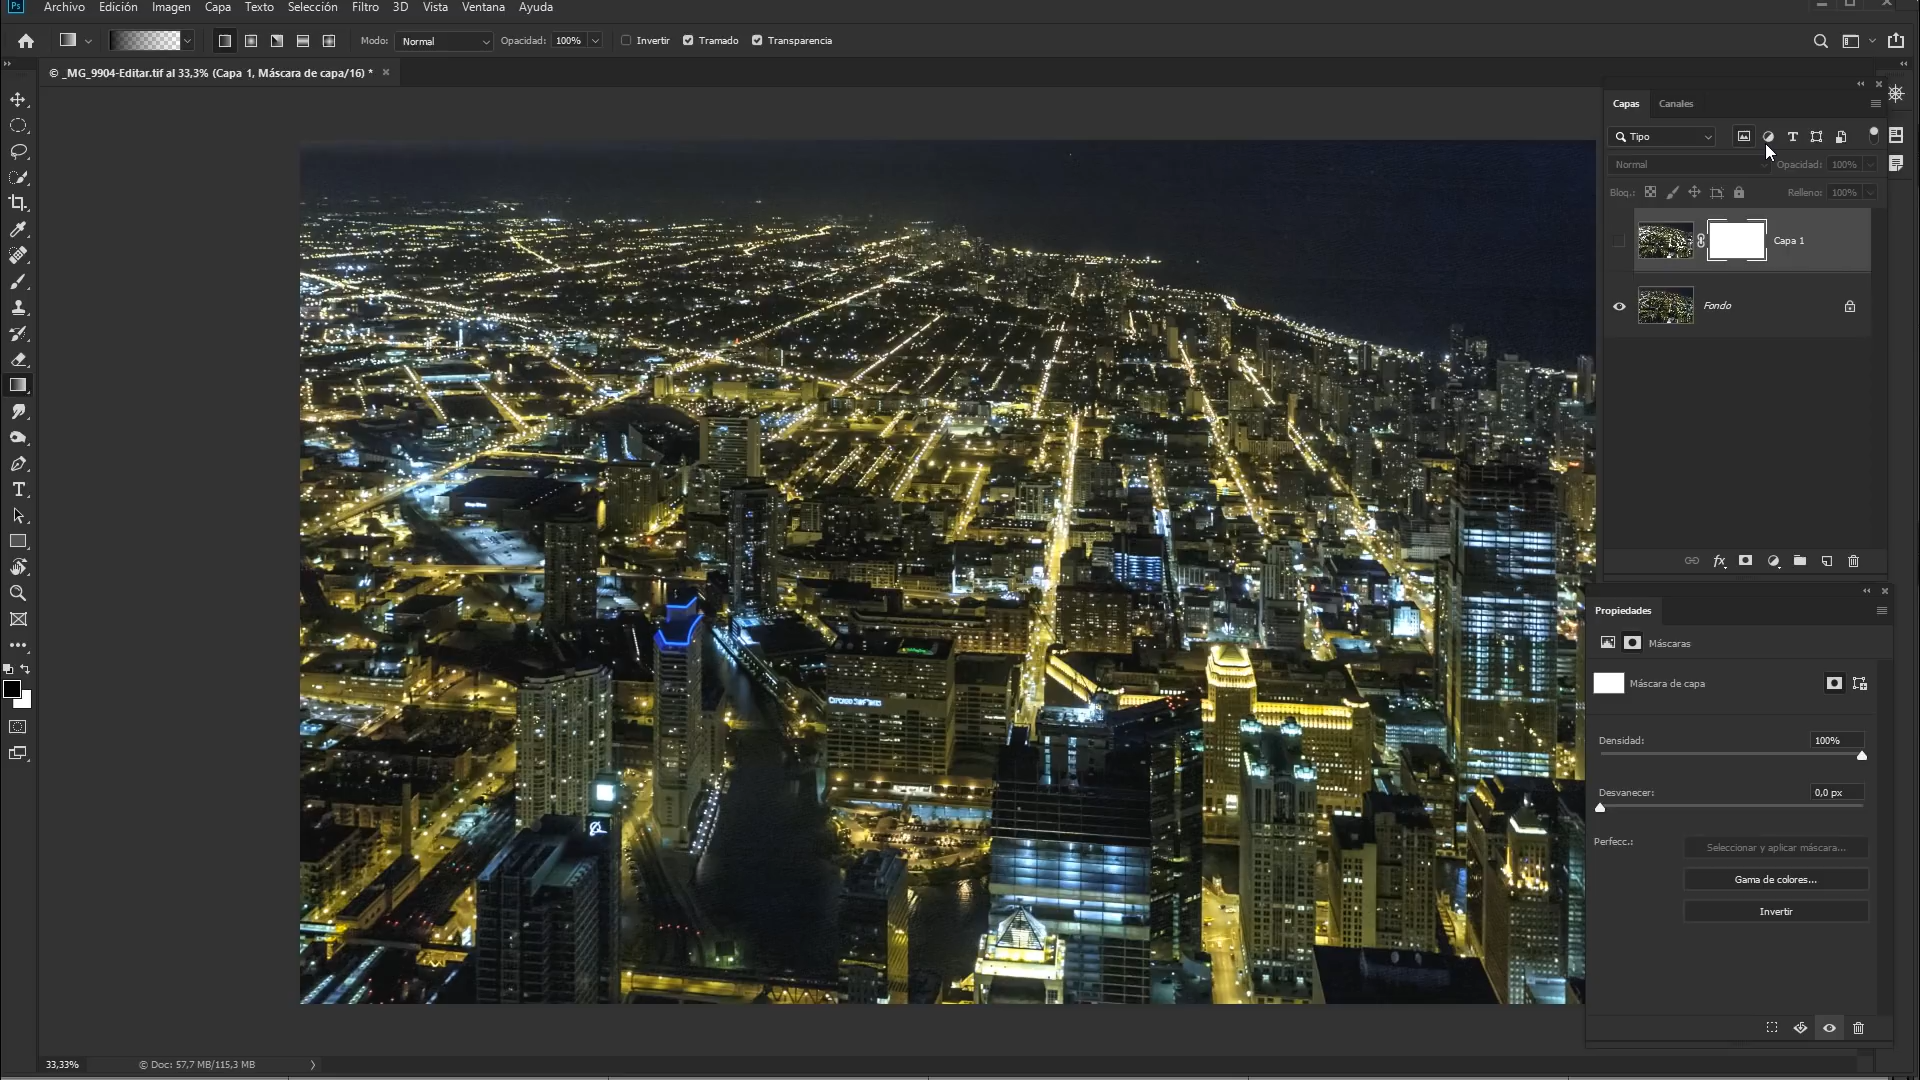 Ps Archivo Edición Imagen Capa Texto Selección Filtro 3D Vista Ventana Ayuda
Modo: Normal Opacidad: 100% Invertir Tramado Transparencia
© _MG_9904-Editar.tif al 33,3% (Capa 1, Máscara de capa/16) *
Capas Canales
Tipo
Normal Opacidad: 100%
Bloq.: Relleno: 100%
Capa 1
Fondo
fx
Propiedades
Máscaras
Máscara de capa
Densidad: 100%
Desvanecer: 0,0 px
Perfecc.: Seleccionar y aplicar máscara...
Gama de colores...
Invertir
33,33% © Doc: 57,7 MB/115,3 MB